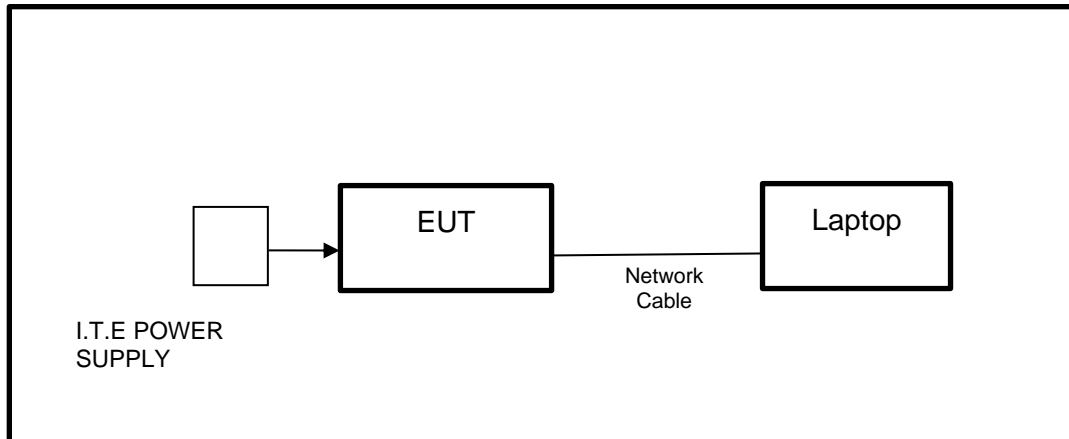 EUT
Laptop
Network
Cable
I.T.E POWER
SUPPLY